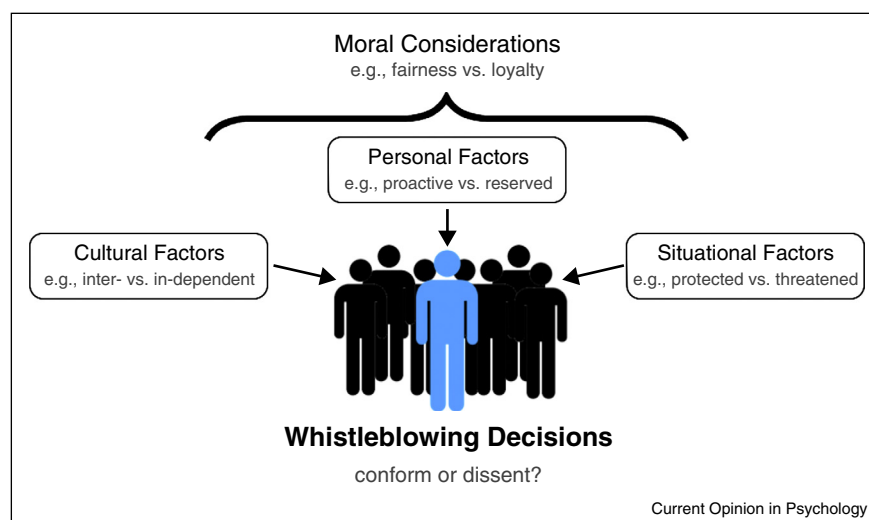 Moral Considerations
e.g., fairness vs. loyalty
Personal Factors
e.g., proactive vs. reserved
Cultural Factors
e.g., inter- vs. in-dependent
Situational Factors
e.g., protected vs. threatened
Whistleblowing Decisions
conform or dissent?
Current Opinion in Psychology